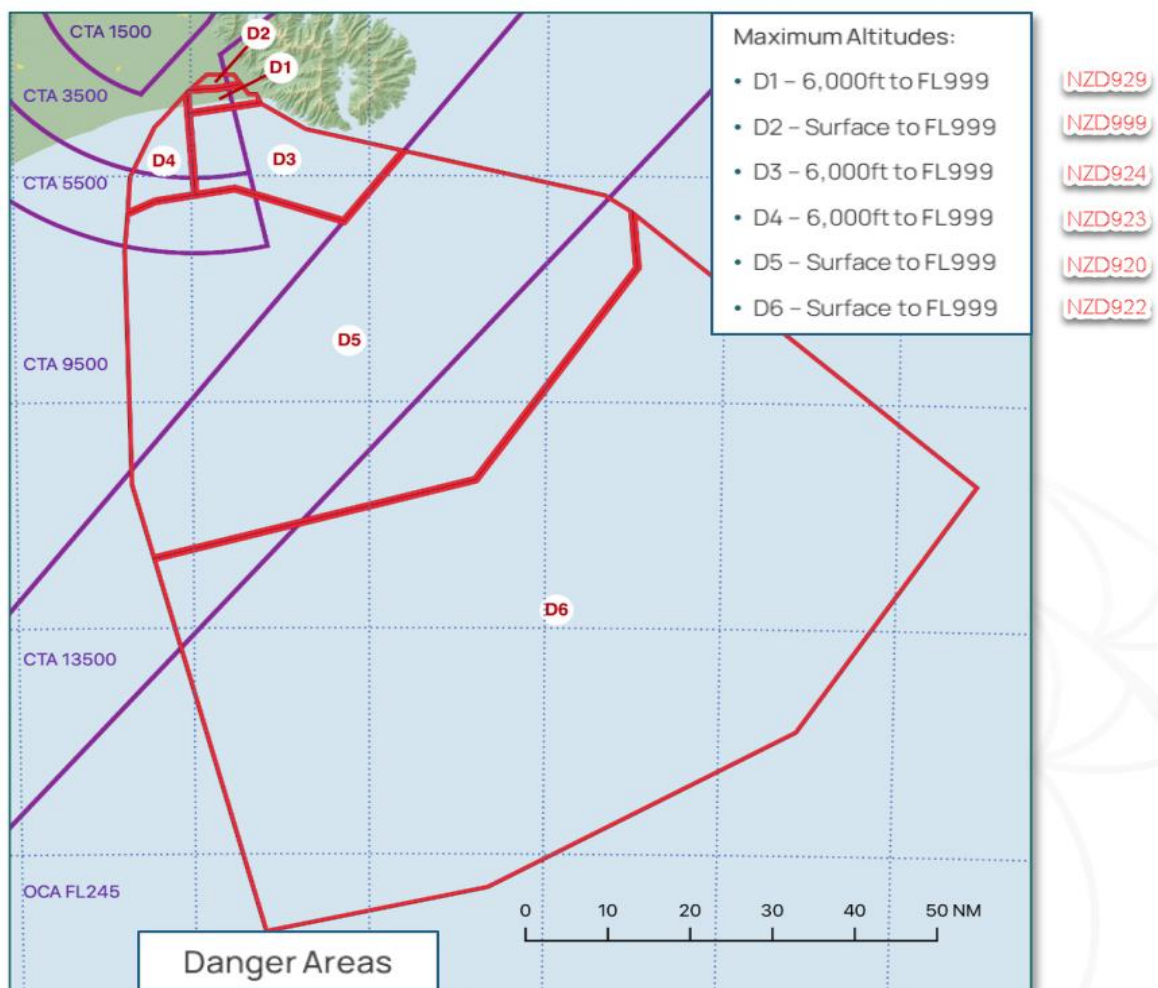 CTA 1500
D2
D1
CTA 3500
D4
D3
CTA 5500
D5
CTA 9500
D6
CTA 13500
OCA FL245
Maximum Altitudes:
• D1 – 6,000ft to FL999
• D2 – Surface to FL999
• D3 – 6,000ft to FL999
• D4 – 6,000ft to FL999
• D5 – Surface to FL999
• D6 – Surface to FL999
NZD929
NZD999
NZD924
NZD923
NZD920
NZD922
0 10 20 30 40 50 NM
Danger Areas